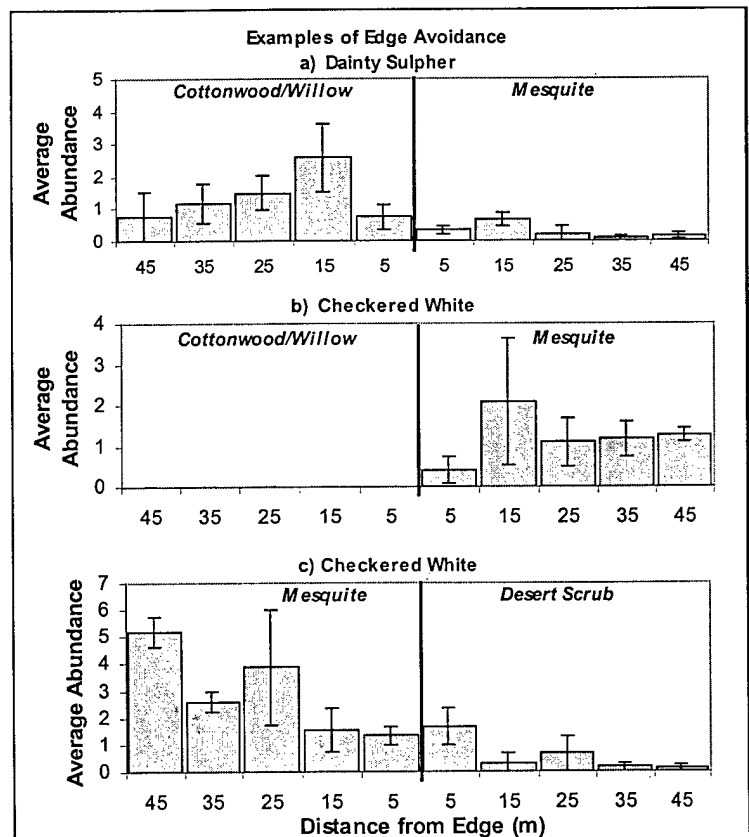 Examples of Edge Avoidance
a) Dainty Sulpher
Average
Abundance
5
4
3
2
1
0
Cottonwood/Willow
Mesquite
45 35 25 15 5 5 15 25 35 45
b) Checkered White
Average
Abundance
4
3
2
1
0
Cottonwood/Willow
Mesquite
45 35 25 15 5 5 15 25 35 45
c) Checkered White
Average Abundance
7
6
5
4
3
2
1
0
Mesquite
Desert Scrub
45 35 25 15 5 5 15 25 35 45
Distance from Edge (m)